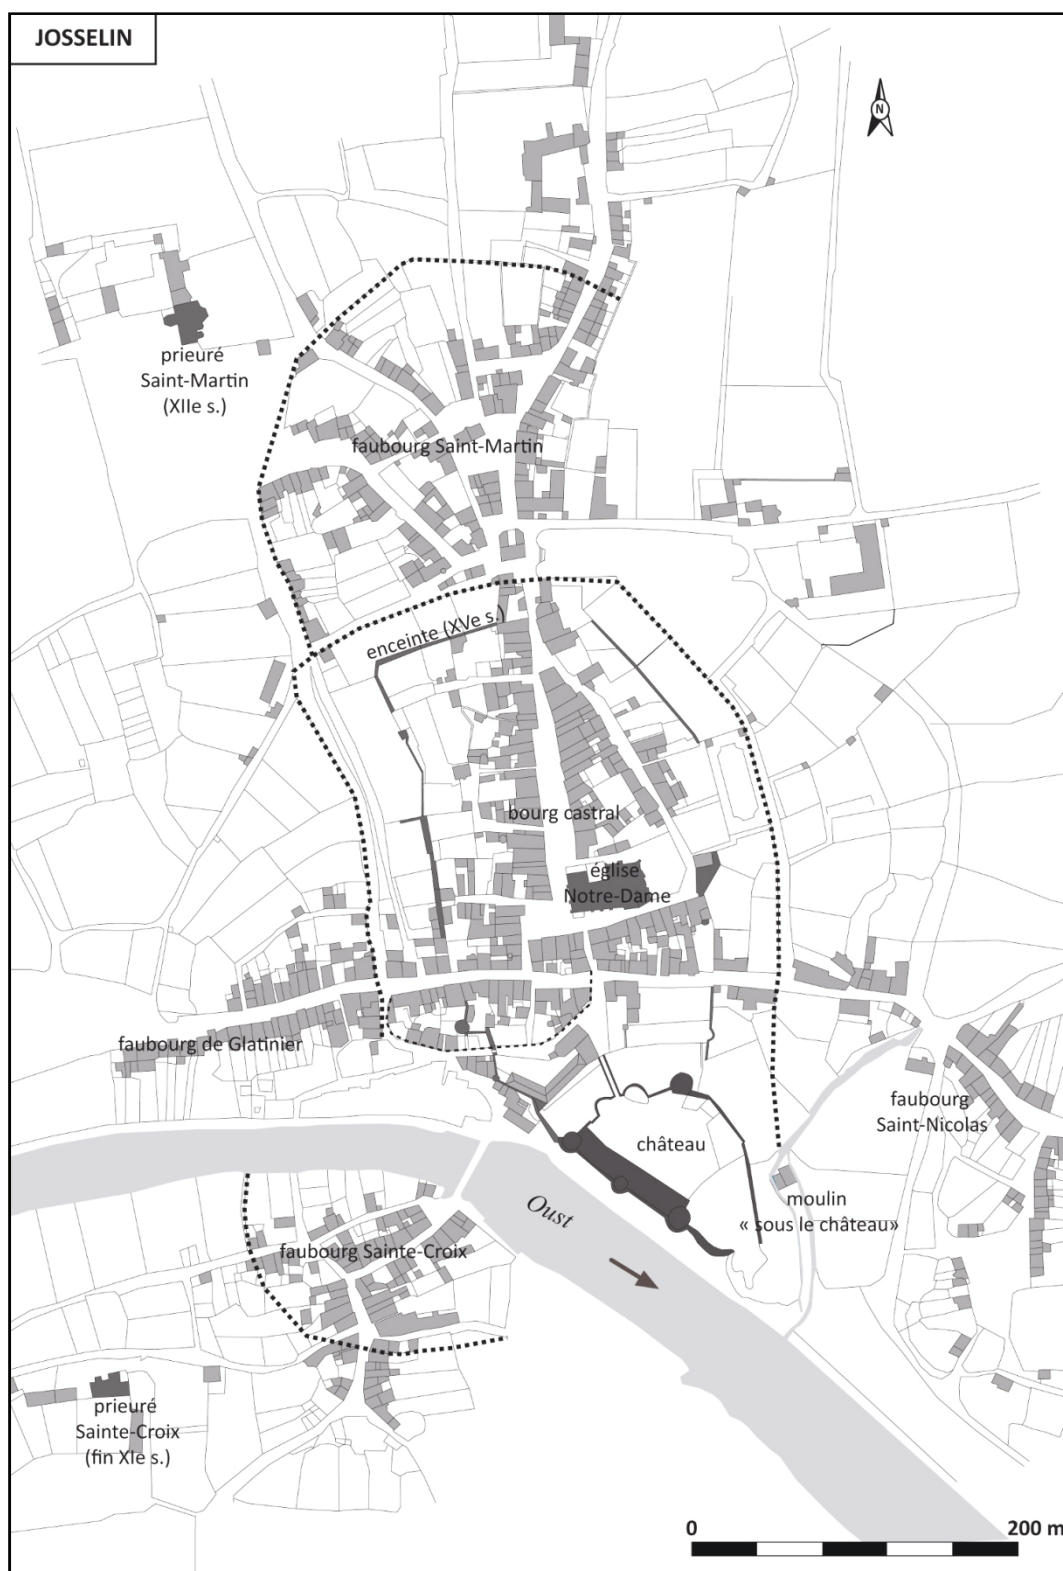 JOSSELIN
N
prieuré
Saint-Martin
(XIIe s.)
faubourg Saint-Martin
enceinte (XVe s.)
bourg castral
église
Notre-Dame
faubourg de Glatinier
faubourg
Saint-Nicolas
château
moulin
« sous le château»
Oust
faubourg Sainte-Croix
prieuré
Sainte-Croix
(fin XIe s.)
0 200 m